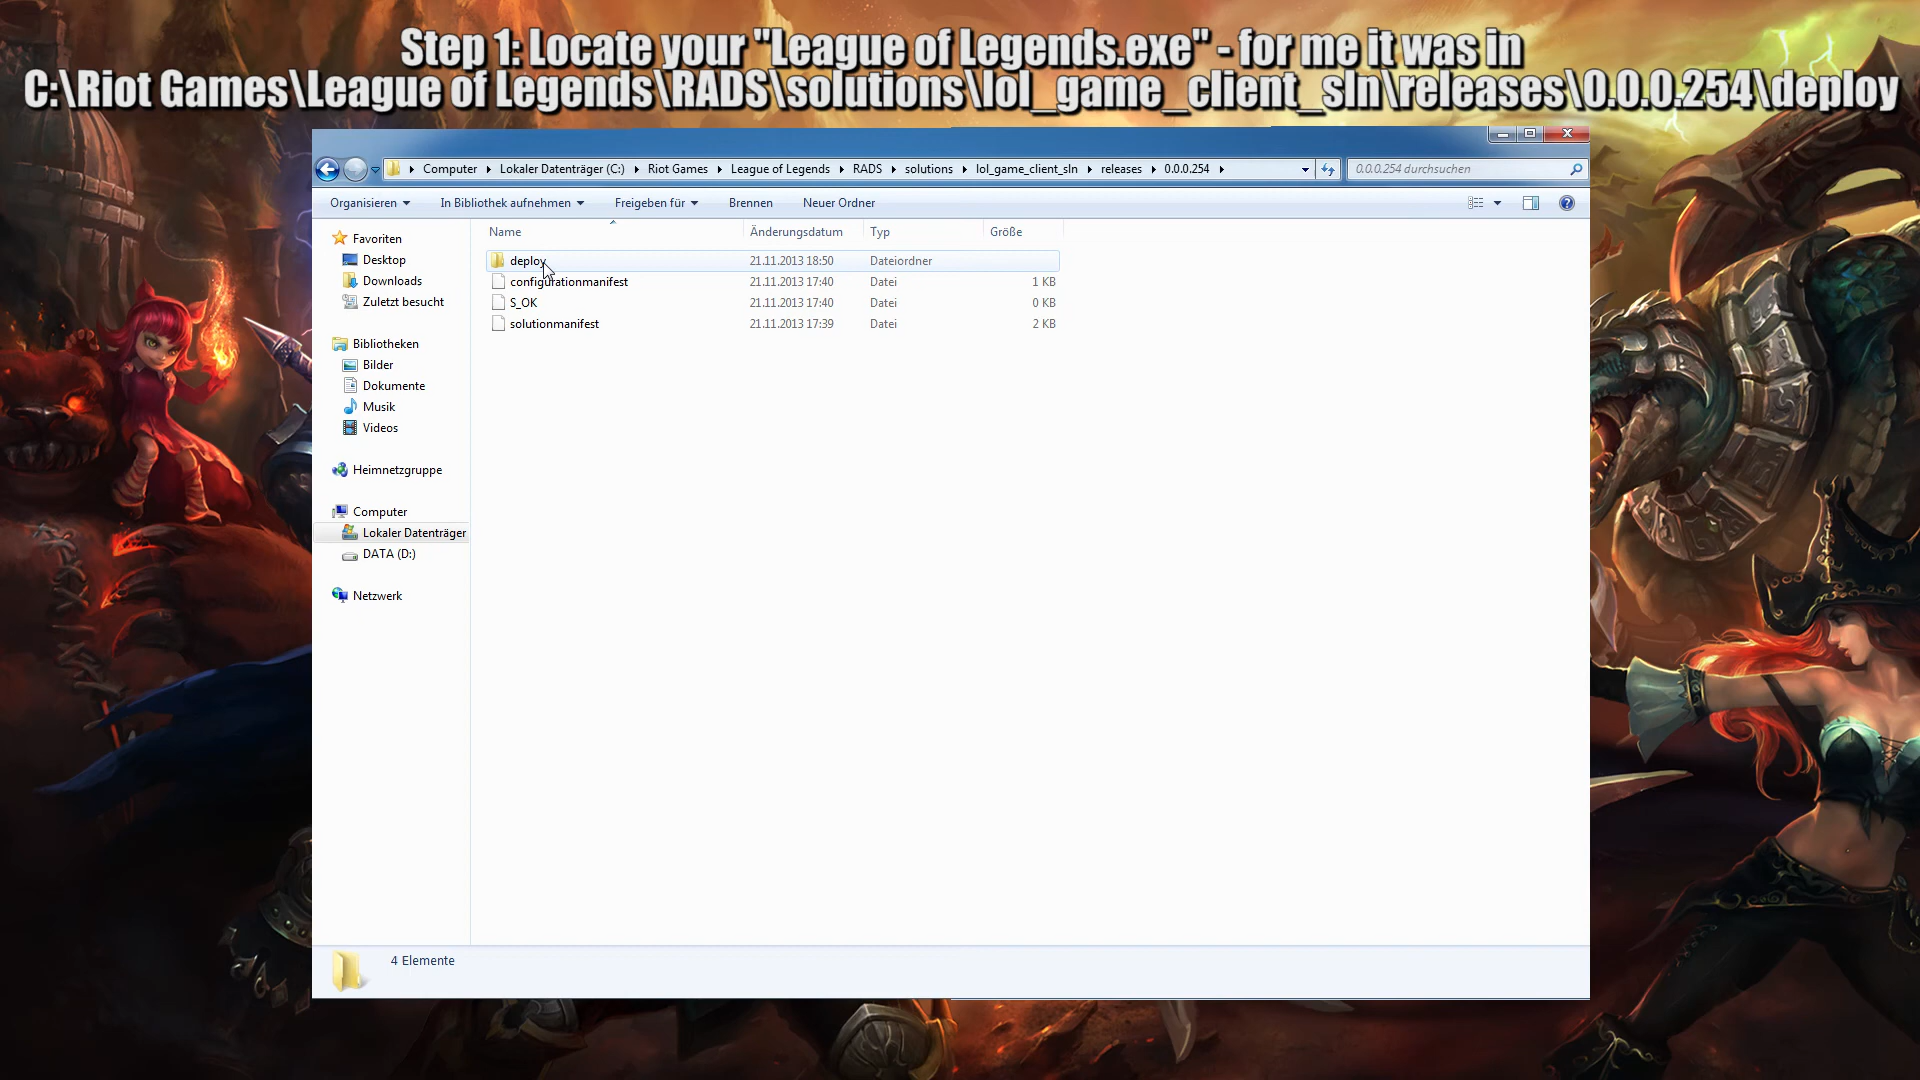 Step 1: Locate your "League of Legends.exe" - for me it was in
C:\Riot Games\League of Legends\RADS\solutions\lol_game_client_sln\releases\0.0.0.254\deploy
Computer Lokaler Datenträger (C:) Riot Games League of Legends RADS solutions lol_game_client_sln releases 0.0.0.254
0.0.0.254 durchsuchen
Organisieren In Bibliothek aufnehmen Freigeben für Brennen Neuer Ordner
Name Änderungsdatum Typ Größe
deploy 21.11.2013 18:50 Dateiordner
configurationmanifest 21.11.2013 17:40 Datei 1 KB
S_OK 21.11.2013 17:40 Datei 0 KB
solutionmanifest 21.11.2013 17:39 Datei 2 KB
Favoriten
Desktop
Downloads
Zuletzt besucht
Bibliotheken
Bilder
Dokumente
Musik
Videos
Heimnetzgruppe
Computer
Lokaler Datenträger
DATA (D:)
Netzwerk
4 Elemente